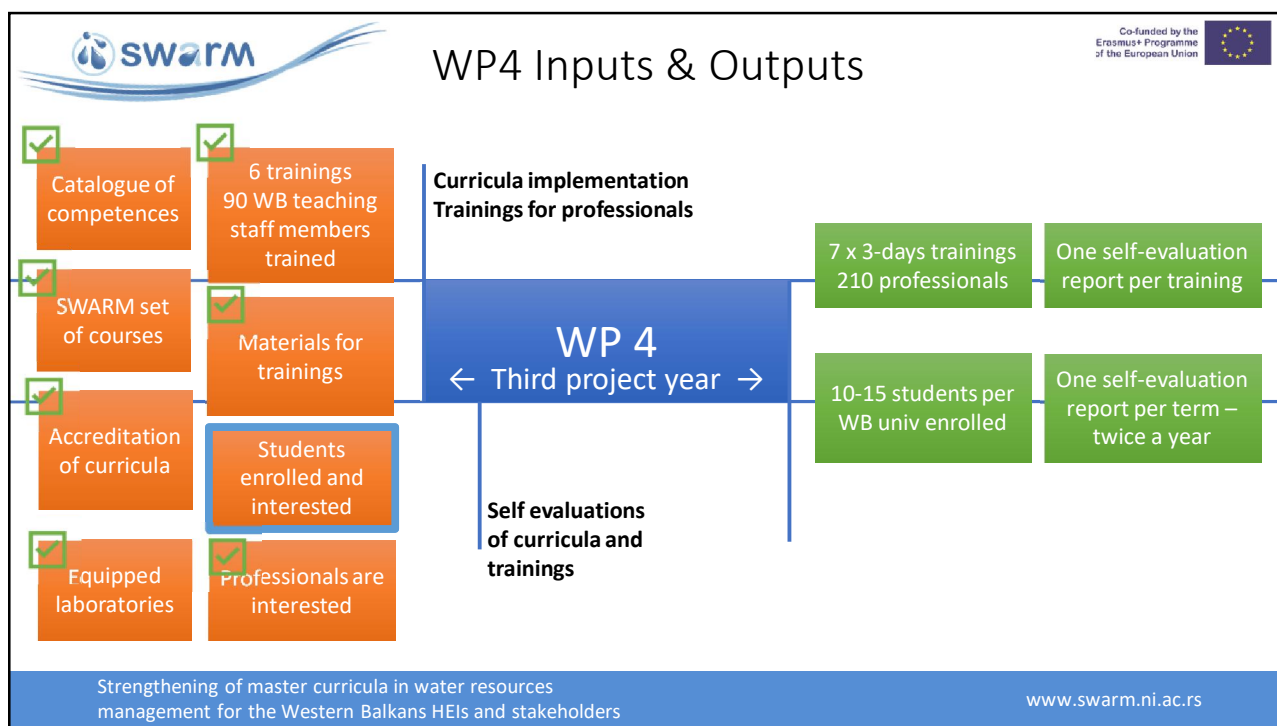 swarm
WP4 Inputs & Outputs
Co-funded by the
Erasmus+ Programme
of the European Union
Catalogue of
competences
6 trainings
90 WB teaching
staff members
trained
SWARM set
of courses
Materials for
trainings
Accreditation
of curricula
Students
enrolled and
interested
Equipped
laboratories
Professionals are
interested
Curricula implementation
Trainings for professionals
WP 4
← Third project year →
Self evaluations
of curricula and
trainings
7 x 3-days trainings
210 professionals
One self-evaluation
report per training
10-15 students per
WB univ enrolled
One self-evaluation
report per term –
twice a year
Strengthening of master curricula in water resources
management for the Western Balkans HEIs and stakeholders
www.swarm.ni.ac.rs